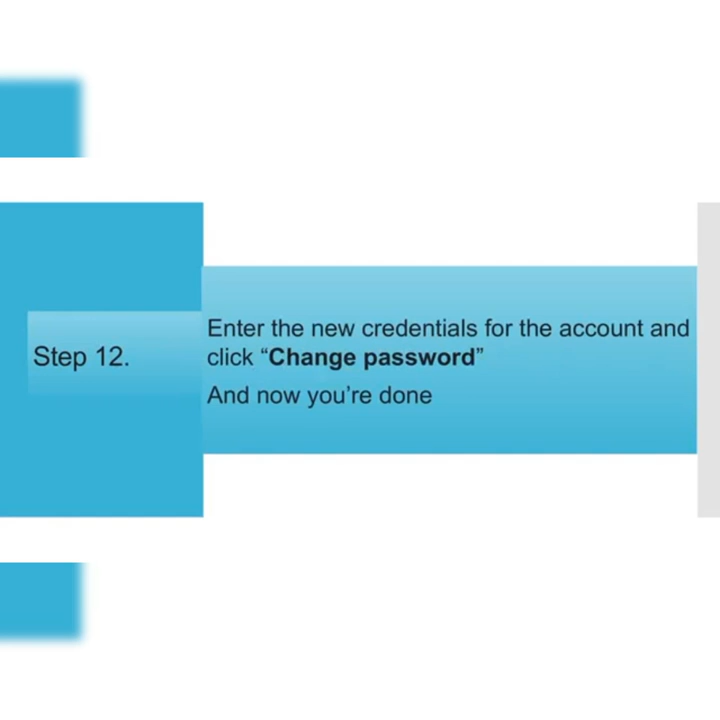 Step 12.
Enter the new credentials for the account and
click “Change password”
And now you’re done